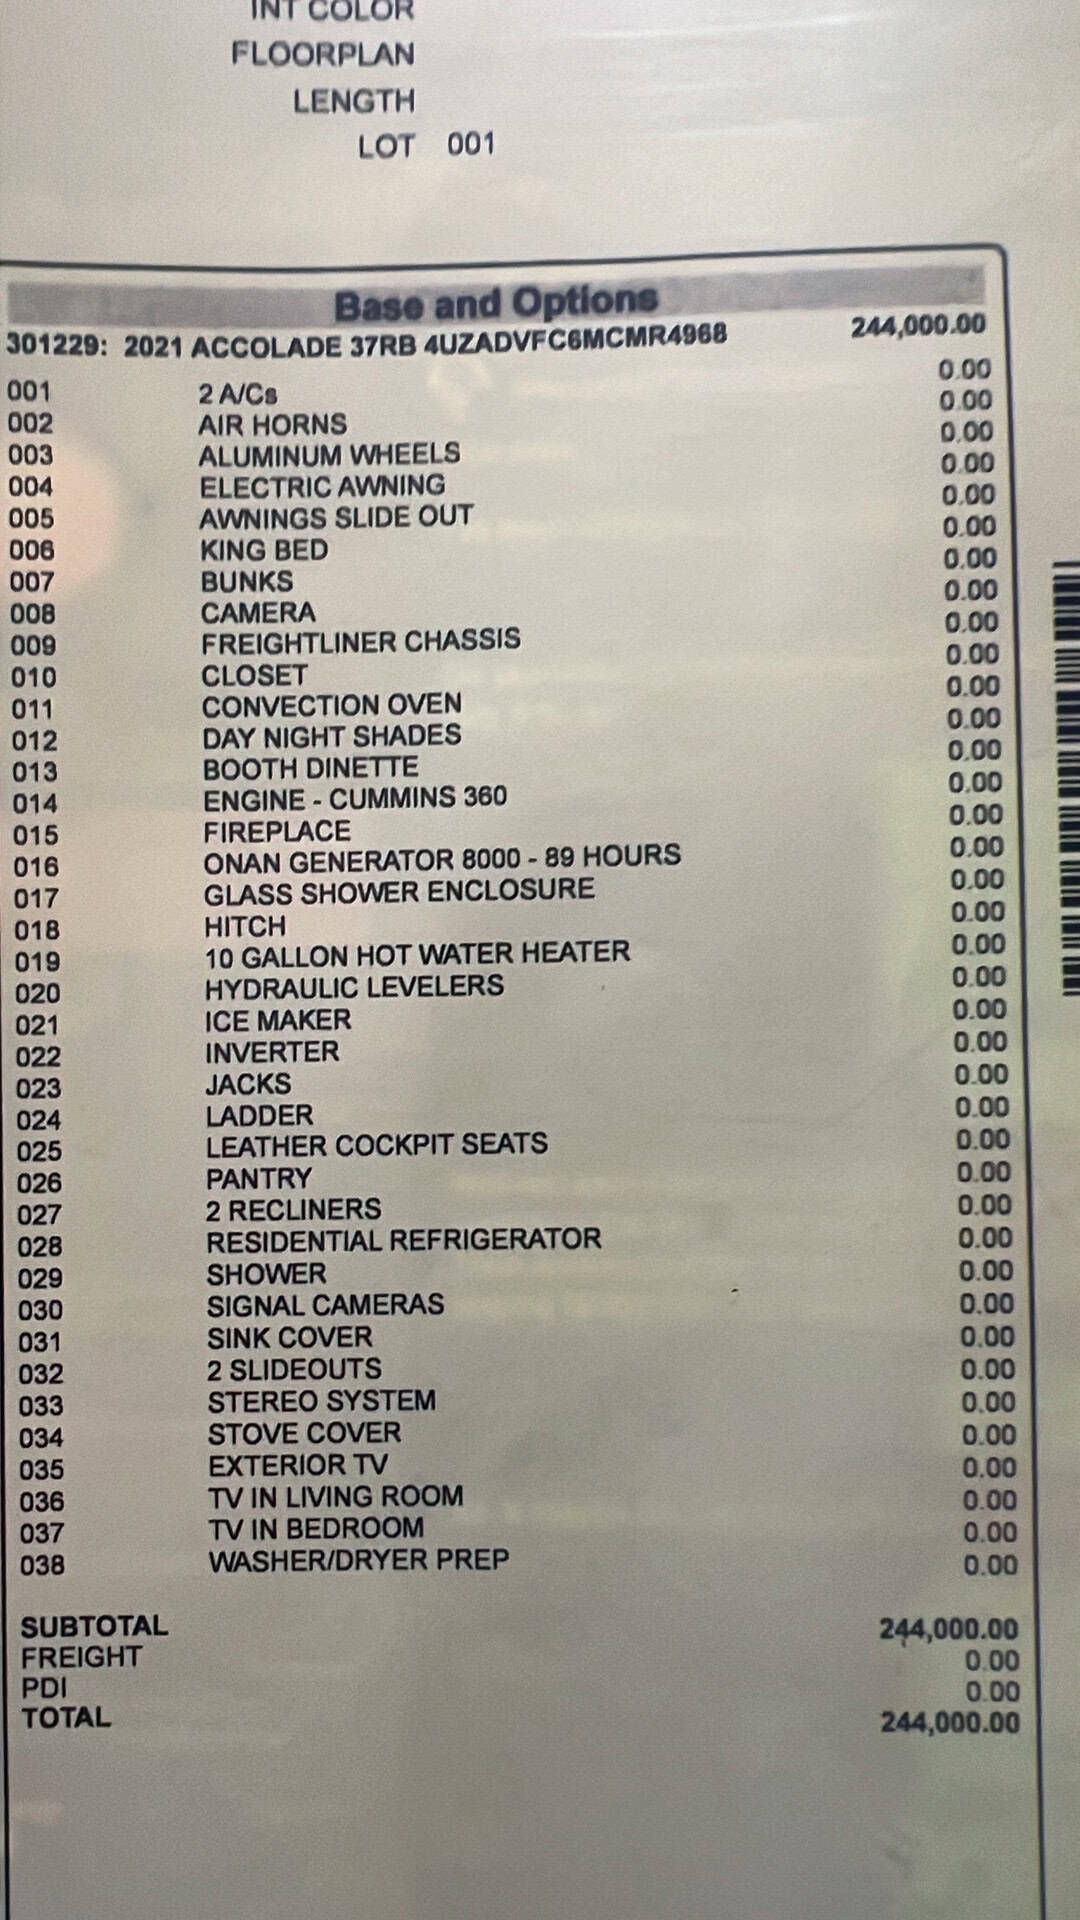 INT COLOR
FLOORPLAN
LENGTH
LOT 001
Base and Options
301229: 2021 ACCOLADE 37RB 4UZADVFC6MCMR4968 244,000.00
001 2 A/Cs 0.00
002 AIR HORNS 0.00
003 ALUMINUM WHEELS 0.00
004 ELECTRIC AWNING 0.00
005 AWNINGS SLIDE OUT 0.00
006 KING BED 0.00
007 BUNKS 0.00
008 CAMERA 0.00
009 FREIGHTLINER CHASSIS 0.00
010 CLOSET 0.00
011 CONVECTION OVEN 0.00
012 DAY NIGHT SHADES 0.00
013 BOOTH DINETTE 0.00
014 ENGINE - CUMMINS 360 0.00
015 FIREPLACE 0.00
016 ONAN GENERATOR 8000 - 89 HOURS 0.00
017 GLASS SHOWER ENCLOSURE 0.00
018 HITCH 0.00
019 10 GALLON HOT WATER HEATER 0.00
020 HYDRAULIC LEVELERS 0.00
021 ICE MAKER 0.00
022 INVERTER 0.00
023 JACKS 0.00
024 LADDER 0.00
025 LEATHER COCKPIT SEATS 0.00
026 PANTRY 0.00
027 2 RECLINERS 0.00
028 RESIDENTIAL REFRIGERATOR 0.00
029 SHOWER 0.00
030 SIGNAL CAMERAS 0.00
031 SINK COVER 0.00
032 2 SLIDEOUTS 0.00
033 STEREO SYSTEM 0.00
034 STOVE COVER 0.00
035 EXTERIOR TV 0.00
036 TV IN LIVING ROOM 0.00
037 TV IN BEDROOM 0.00
038 WASHER/DRYER PREP 0.00
SUBTOTAL 244,000.00
FREIGHT 0.00
PDI 0.00
TOTAL 244,000.00